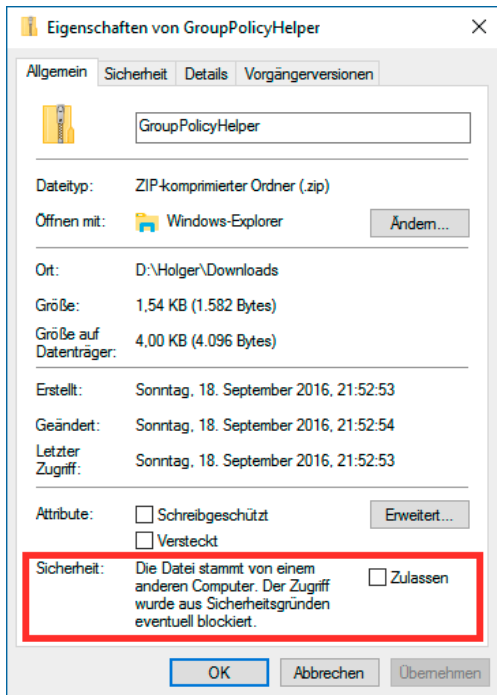 Eigenschaften von GroupPolicyHelper
Allgemein Sicherheit Details Vorgängerversionen
GroupPolicyHelper
Dateityp: ZIP-komprimierter Ordner (.zip)
Öffnen mit: Windows-Explorer Ändern...
Ort: D:\Holger\Downloads
Größe: 1,54 KB (1.582 Bytes)
Größe auf
Datenträger: 4,00 KB (4.096 Bytes)
Erstellt: Sonntag, 18. September 2016, 21:52:53
Geändert: Sonntag, 18. September 2016, 21:52:54
Letzter
Zugriff: Sonntag, 18. September 2016, 21:52:53
Attribute: Schreibgeschützt Erweitert...
Versteckt
Sicherheit: Die Datei stammt von einem
anderen Computer. Der Zugriff Zulassen
wurde aus Sicherheitsgründen
eventuell blockiert.
OK Abbrechen Übernehmen